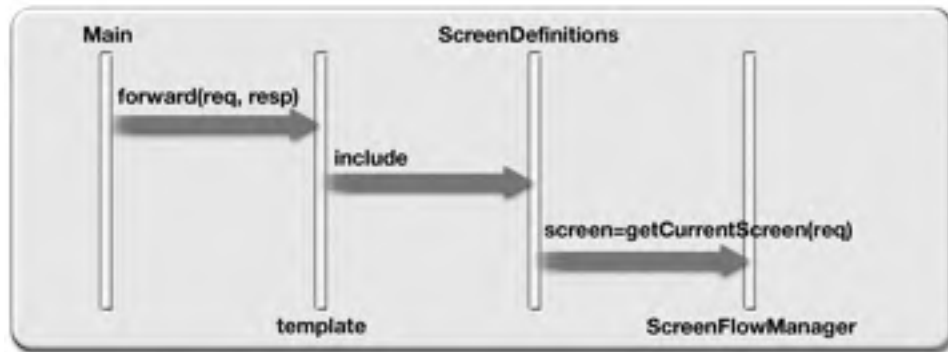 Main
ScreenDefinitions
forward(req, resp)
include
screen=getCurrentScreen(req)
template
ScreenFlowManager